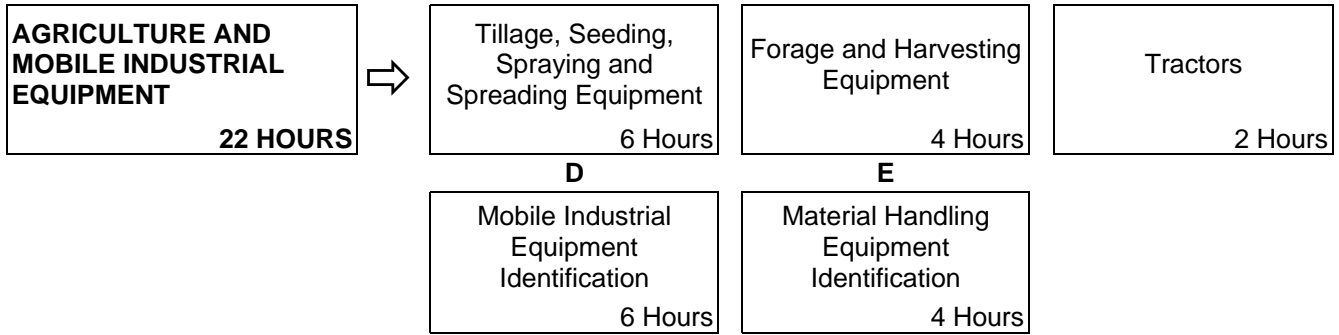 AGRICULTURE AND
MOBILE INDUSTRIAL
EQUIPMENT
22 HOURS
Tillage, Seeding,
Spraying and
Spreading Equipment
6 Hours
Forage and Harvesting
Equipment
4 Hours
Tractors
2 Hours
D
E
Mobile Industrial
Equipment
Identification
6 Hours
Material Handling
Equipment
Identification
4 Hours